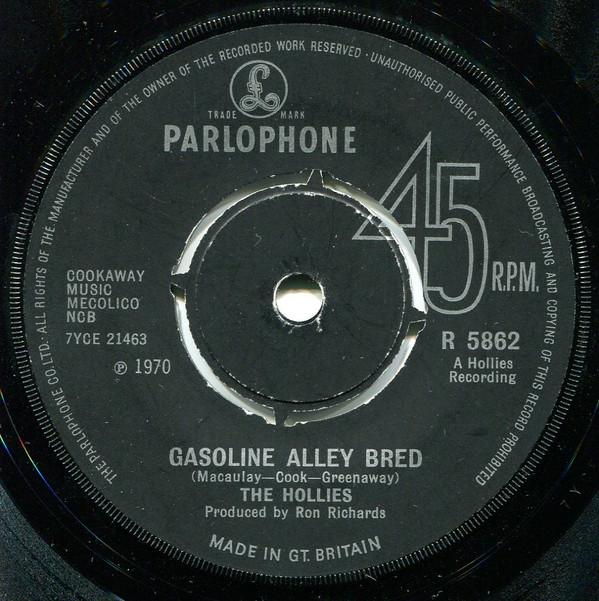 THE PARLOPHONE CO. LTD. · ALL RIGHTS OF THE MANUFACTURER AND OF THE OWNER OF THE RECORDED WORK RESERVED · UNAUTHORISED PUBLIC PERFORMANCE BROADCASTING AND COPYING OF THIS RECORD PROHIBITED
£
TRADE MARK
PARLOPHONE
45
R.P.M.
COOKAWAY
MUSIC
MECOLICO
NCB
7YCE 21463
℗ 1970
R 5862
A Hollies
Recording
GASOLINE ALLEY BRED
(Macaulay—Cook—Greenaway)
THE HOLLIES
Produced by Ron Richards
MADE IN GT. BRITAIN
7 Y